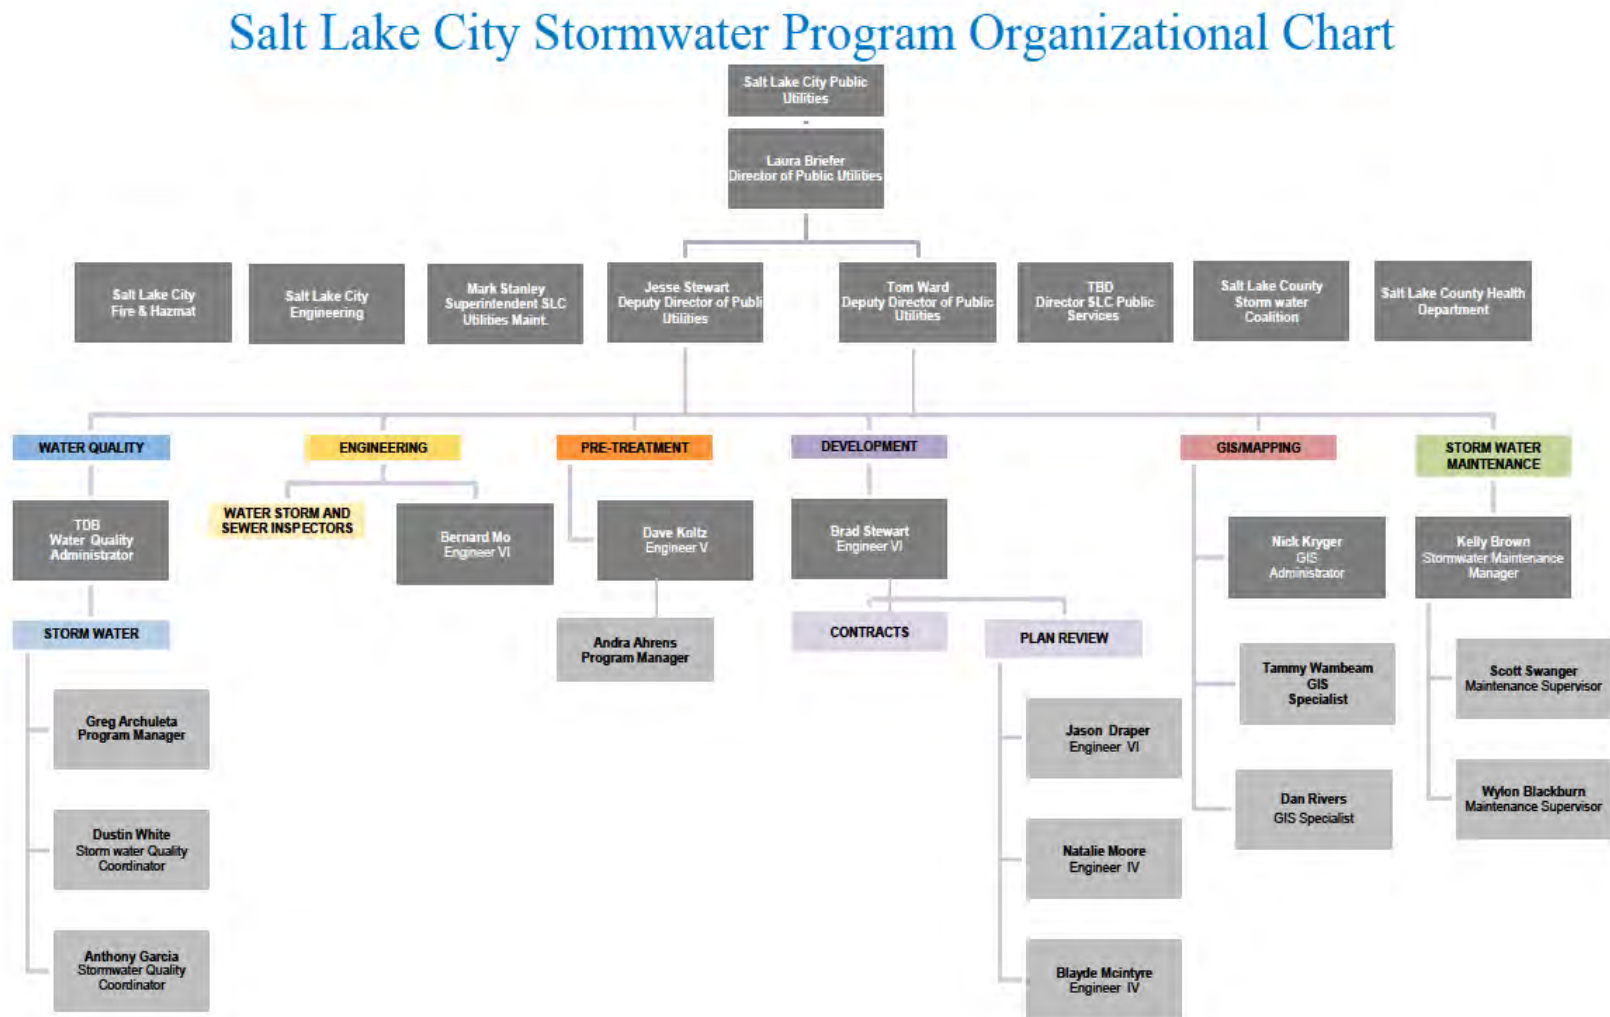 Salt Lake City Stormwater Program Organizational Chart
Salt Lake City Public
Utilities
Laura Briefer
Director of Public Utilities
Salt Lake City
Fire & Hazmat
Salt Lake City
Engineering
Mark Stanley
Superintendent SLC
Utilities Maint.
Jesse Stewart
Deputy Director of Publi
Utilities
Tom Ward
Deputy Director of Public
Utilities
TBD
Director SLC Public
Services
Salt Lake County
Storm water
Coalition
Salt Lake County Health
Department
WATER QUALITY
TDB
Water Quality
Administrator
STORM WATER
Greg Archuleta
Program Manager
Dustin White
Storm water Quality
Coordinator
Anthony Garcia
Stormwater Quality
Coordinator
ENGINEERING
WATER STORM AND
SEWER INSPECTORS
Bernard Mo
Engineer VI
PRE-TREATMENT
Dave Koltz
Engineer V
Andra Ahrens
Program Manager
DEVELOPMENT
Brad Stewart
Engineer VI
CONTRACTS
PLAN REVIEW
Jason Draper
Engineer VI
Natalie Moore
Engineer IV
Blayde Mcintyre
Engineer IV
GIS/MAPPING
Nick Kryger
GIS
Administrator
Tammy Wambeam
GIS
Specialist
Dan Rivers
GIS Specialist
STORM WATER
MAINTENANCE
Kelly Brown
Stormwater Maintenance
Manager
Scott Swanger
Maintenance Supervisor
Wylon Blackburn
Maintenance Supervisor